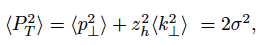 ⟨P_T^2⟩ = ⟨p_⊥^2⟩ + z_h^2⟨k_⊥^2⟩ = 2σ^2,